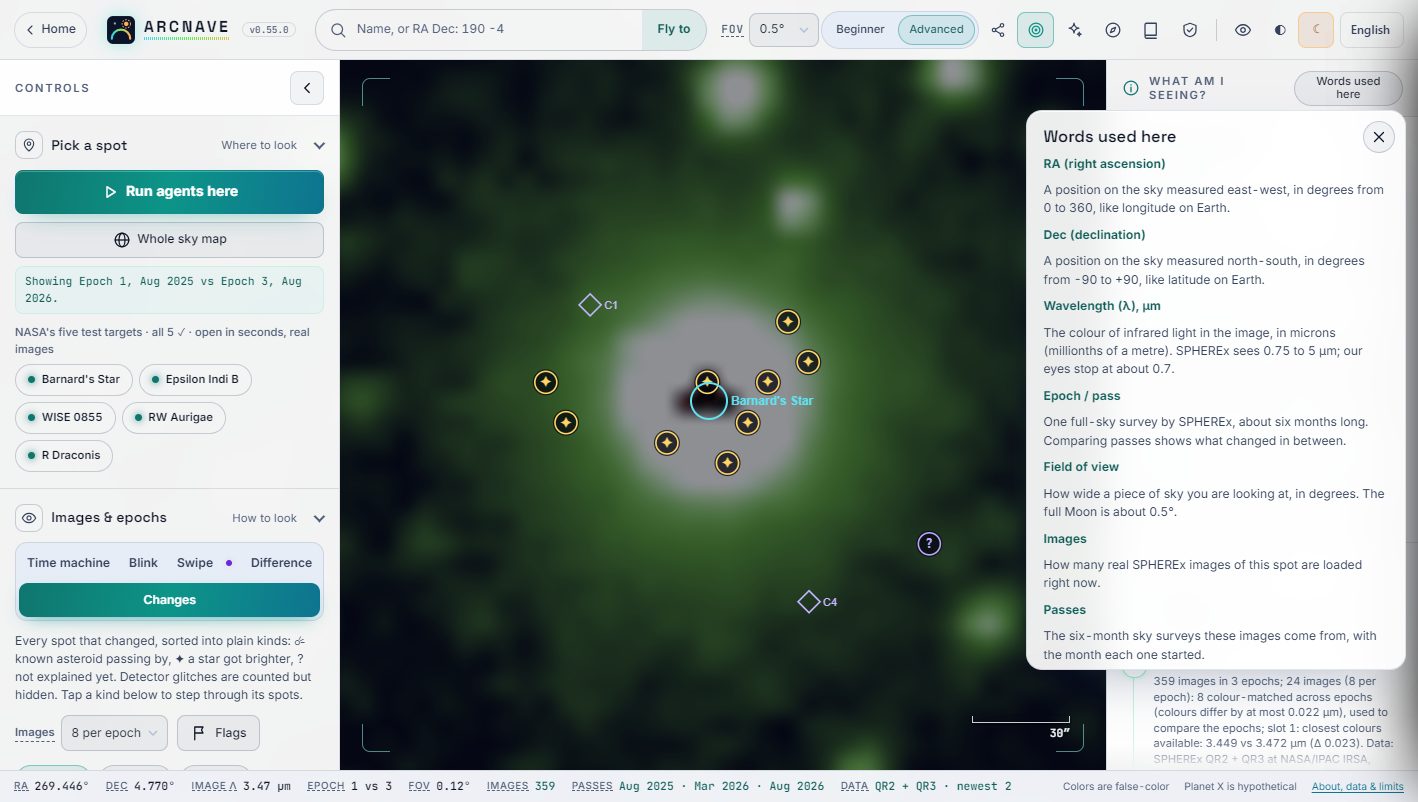 Home
ARCNAVE
v0.55.0
Name, or RA Dec: 190 -4
Fly to
FOV
0.5°
Beginner
Advanced
English
CONTROLS
Pick a spot
Where to look
Run agents here
Whole sky map
Showing Epoch 1, Aug 2025 vs Epoch 3, Aug
2026.
NASA's five test targets · all 5 ✓ · open in seconds, real
images
Barnard's Star
Epsilon Indi B
WISE 0855
RW Aurigae
R Draconis
Images & epochs
How to look
Time machine
Blink
Swipe
Difference
Changes
Every spot that changed, sorted into plain kinds: ☄
known asteroid passing by, ✦ a star got brighter, ?
not explained yet. Detector glitches are counted but
hidden. Tap a kind below to step through its spots.
Images
8 per epoch
Flags
C1
Barnard's Star
?
C4
30″
WHAT AM I
SEEING?
Words used
here
Words used here
RA (right ascension)
A position on the sky measured east-west, in degrees from
0 to 360, like longitude on Earth.
Dec (declination)
A position on the sky measured north-south, in degrees
from -90 to +90, like latitude on Earth.
Wavelength (λ), µm
The colour of infrared light in the image, in microns
(millionths of a metre). SPHEREx sees 0.75 to 5 µm; our
eyes stop at about 0.7.
Epoch / pass
One full-sky survey by SPHEREx, about six months long.
Comparing passes shows what changed in between.
Field of view
How wide a piece of sky you are looking at, in degrees. The
full Moon is about 0.5°.
Images
How many real SPHEREx images of this spot are loaded
right now.
Passes
The six-month sky surveys these images come from, with
the month each one started.
359 images in 3 epochs; 24 images (8 per
epoch): 8 colour-matched across epochs
(colours differ by at most 0.022 µm), used to
compare the epochs; slot 1: closest colours
available: 3.449 vs 3.472 µm (Δ 0.023). Data:
SPHEREx QR2 + QR3 at NASA/IPAC IRSA,
RA 269.446°
DEC 4.770°
IMAGE Λ 3.47 µm
EPOCH 1 vs 3
FOV 0.12°
IMAGES 359
PASSES Aug 2025 · Mar 2026 · Aug 2026
DATA QR2 + QR3 · newest 2
Colors are false-color
Planet X is hypothetical
About, data & limits